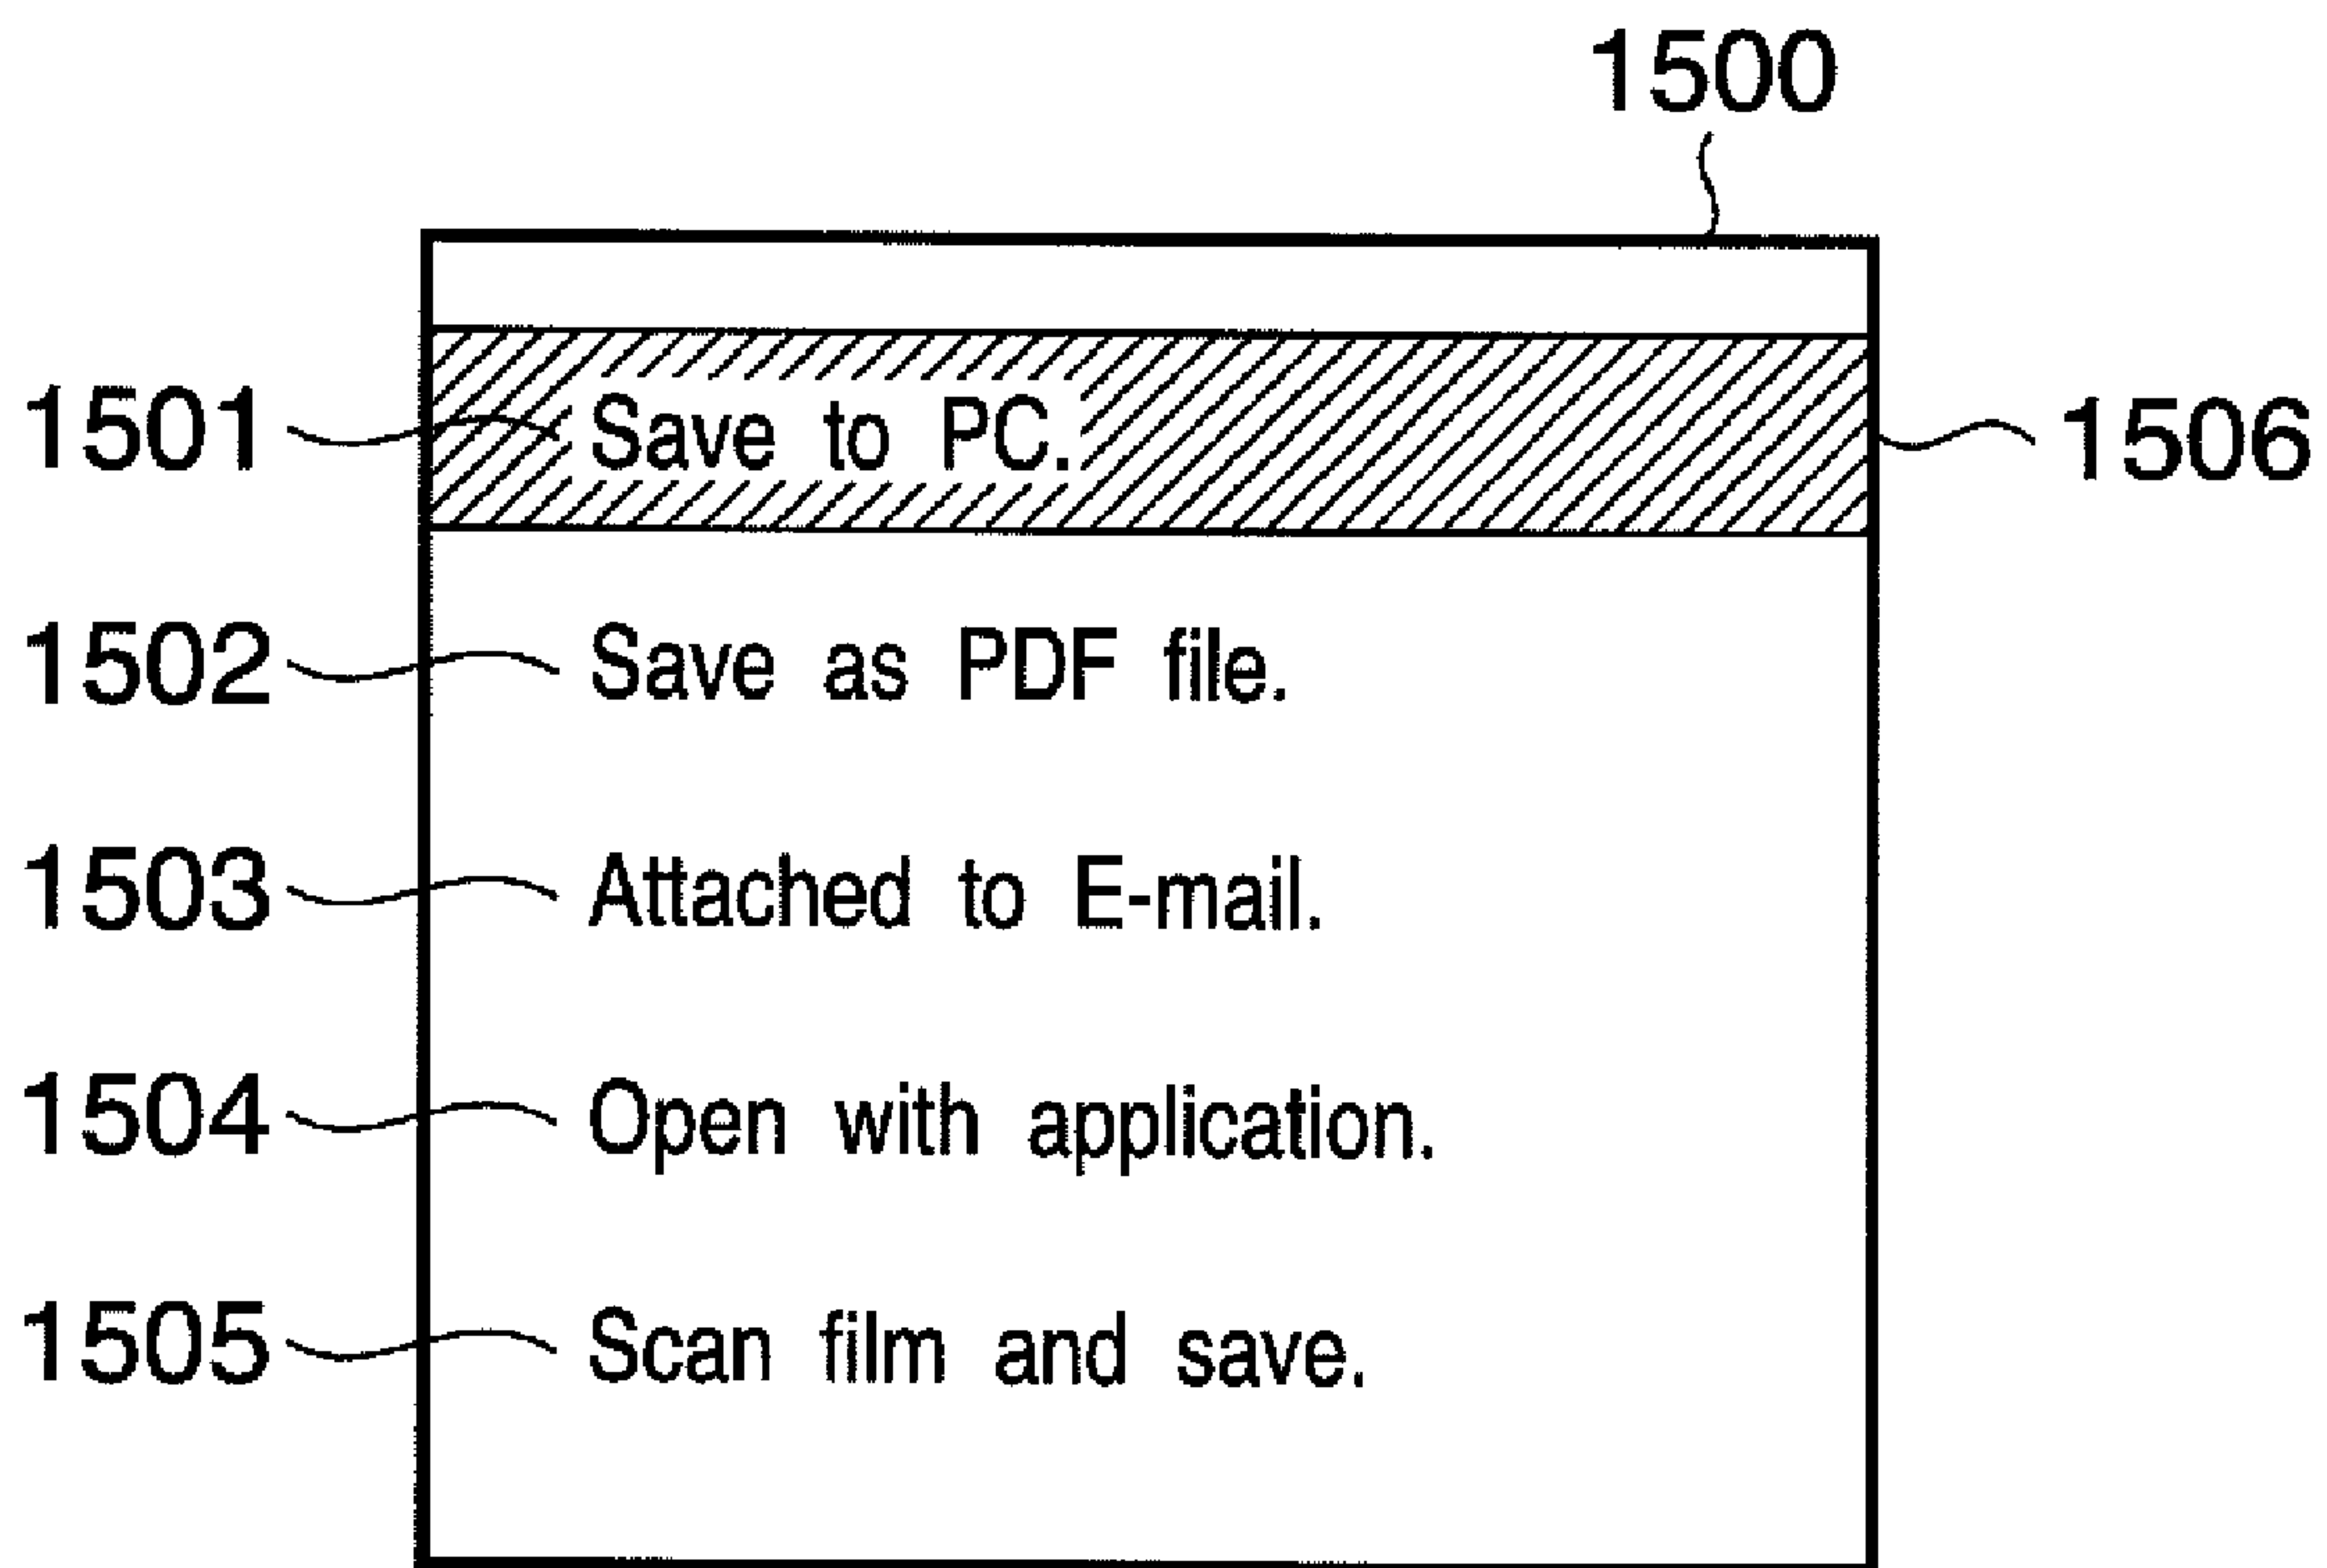 1500
1501 Save to PC. 1506
1502 Save as PDF file.
1503 Attached to E-mail.
1504 Open with application.
1505 Scan film and save.